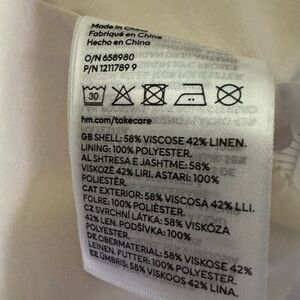 Made in China
Fabriqué en Chine
Hecho en China
O/N 658980
P/N 1211789 9
30
hm.com/takecare
GB SHELL: 58% VISCOSE 42% LINEN.
LINING: 100% POLYESTER.
AL SHTRESA E JASHTME: 58%
VISKOZË 42% LIRI. ASTARI: 100%
POLIESTËR.
CAT EXTERIOR: 58% VISCOSA 42% LLI.
FOLRE: 100% POLIÈSTER.
CZ SVRCHNÍ LÁTKA: 58% VISKÓZA
42% LEN. PODŠÍVKA: 100%
POLYESTER.
DE OBERMATERIAL: 58% VISKOSE 42%
LEINEN. FUTTER: 100% POLYESTER.
EE ÜMBRIS: 58% VISKOOS 42% LINA.